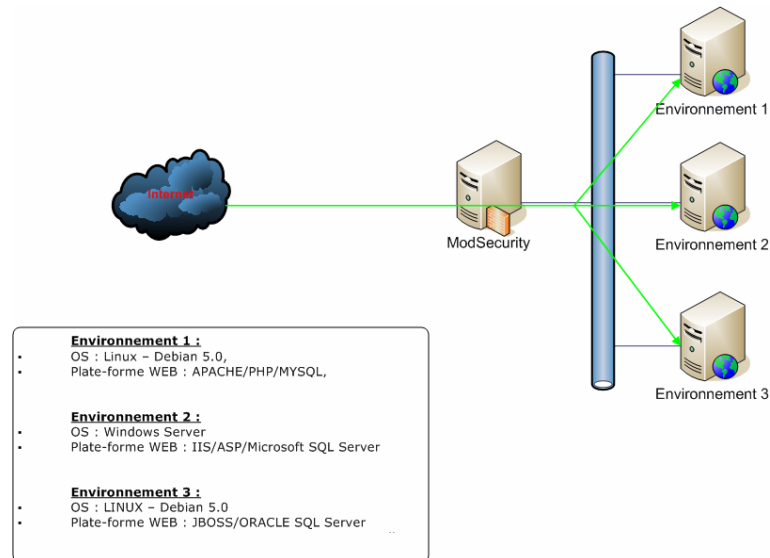 Internet
ModSecurity
Environnement 1
Environnement 2
Environnement 3
Environnement 1 :
▪ OS : Linux – Debian 5.0,
▪ Plate-forme WEB : APACHE/PHP/MYSQL,
Environnement 2 :
▪ OS : Windows Server
▪ Plate-forme WEB : IIS/ASP/Microsoft SQL Server
Environnement 3 :
▪ OS : LINUX – Debian 5.0
▪ Plate-forme WEB : JBOSS/ORACLE SQL Server